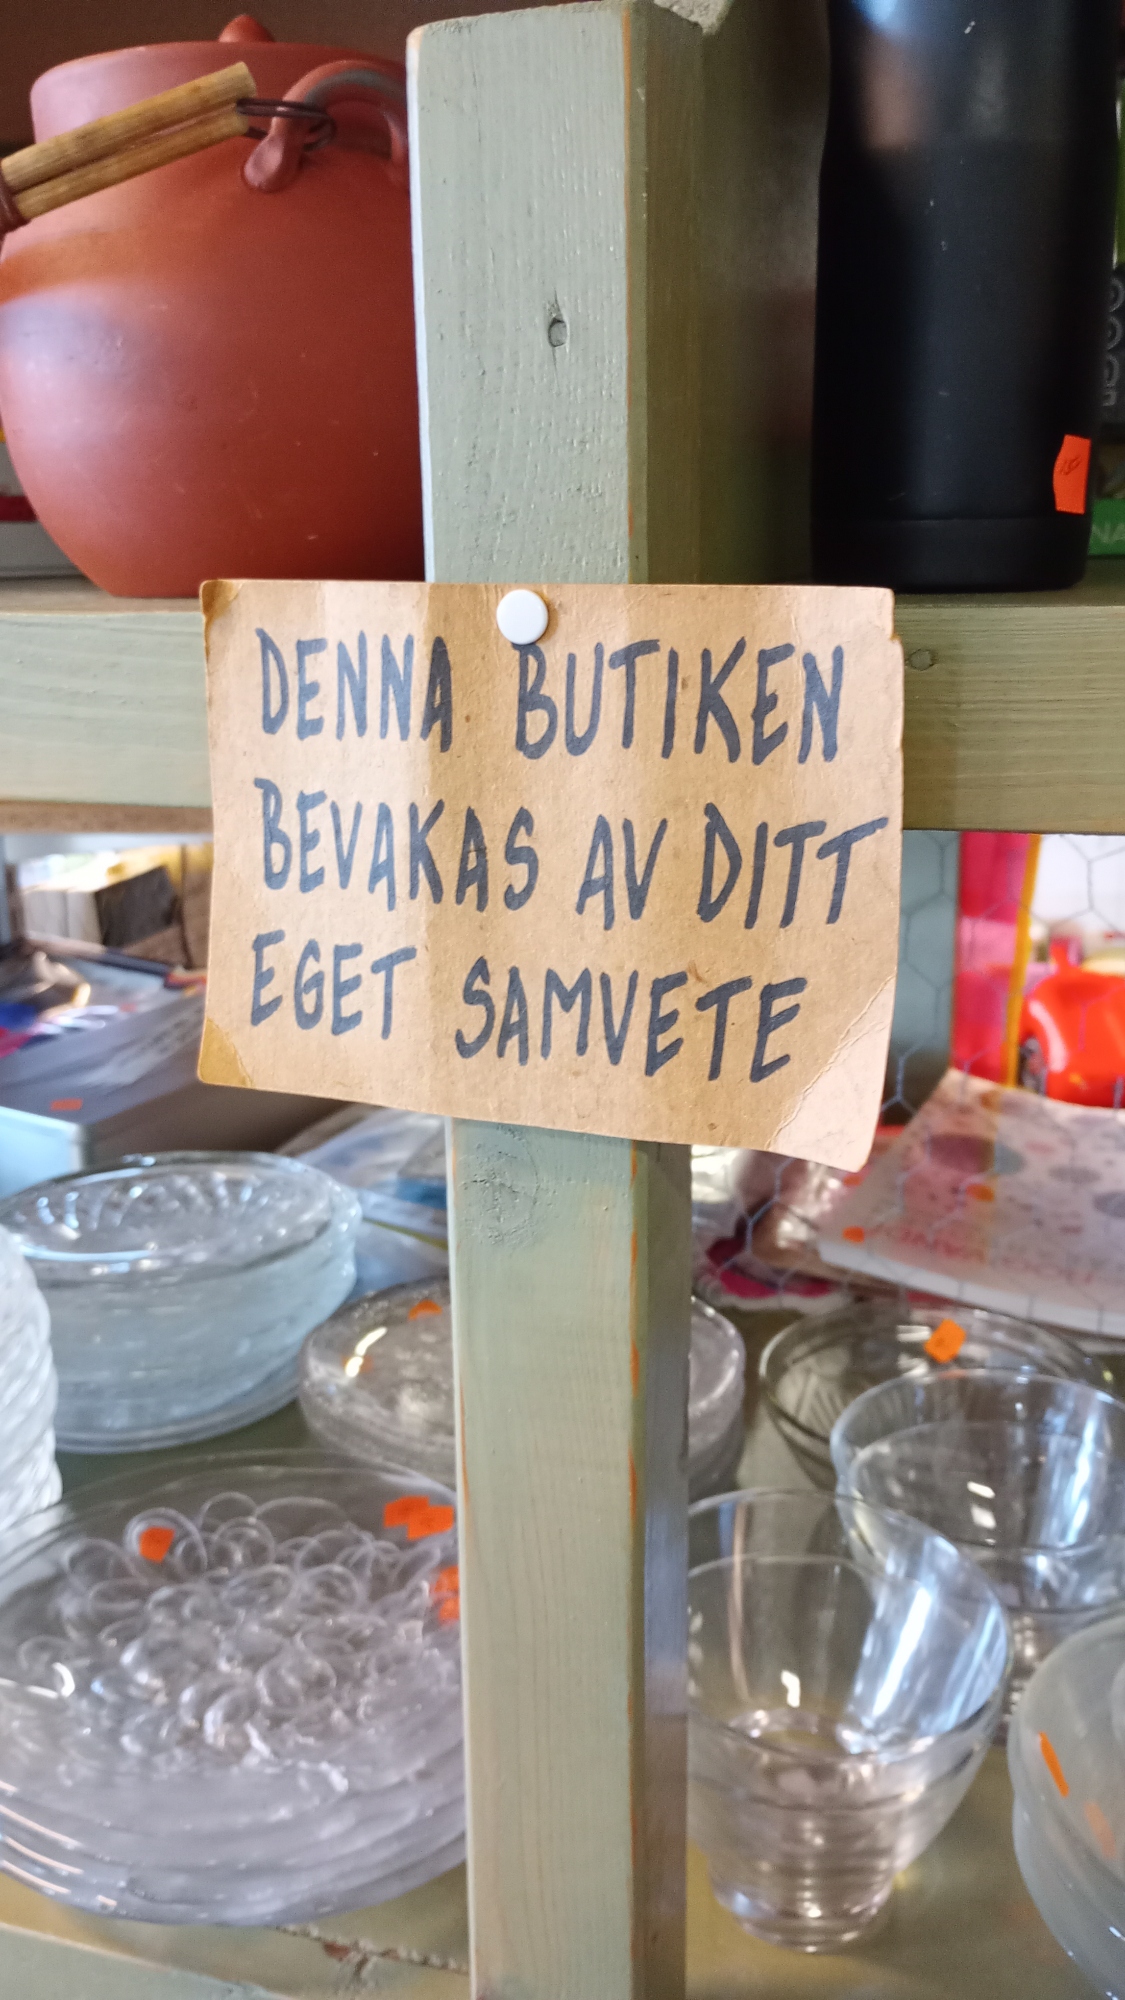 DENNA BUTIKEN
BEVAKAS AV DITT
EGET SAMVETE